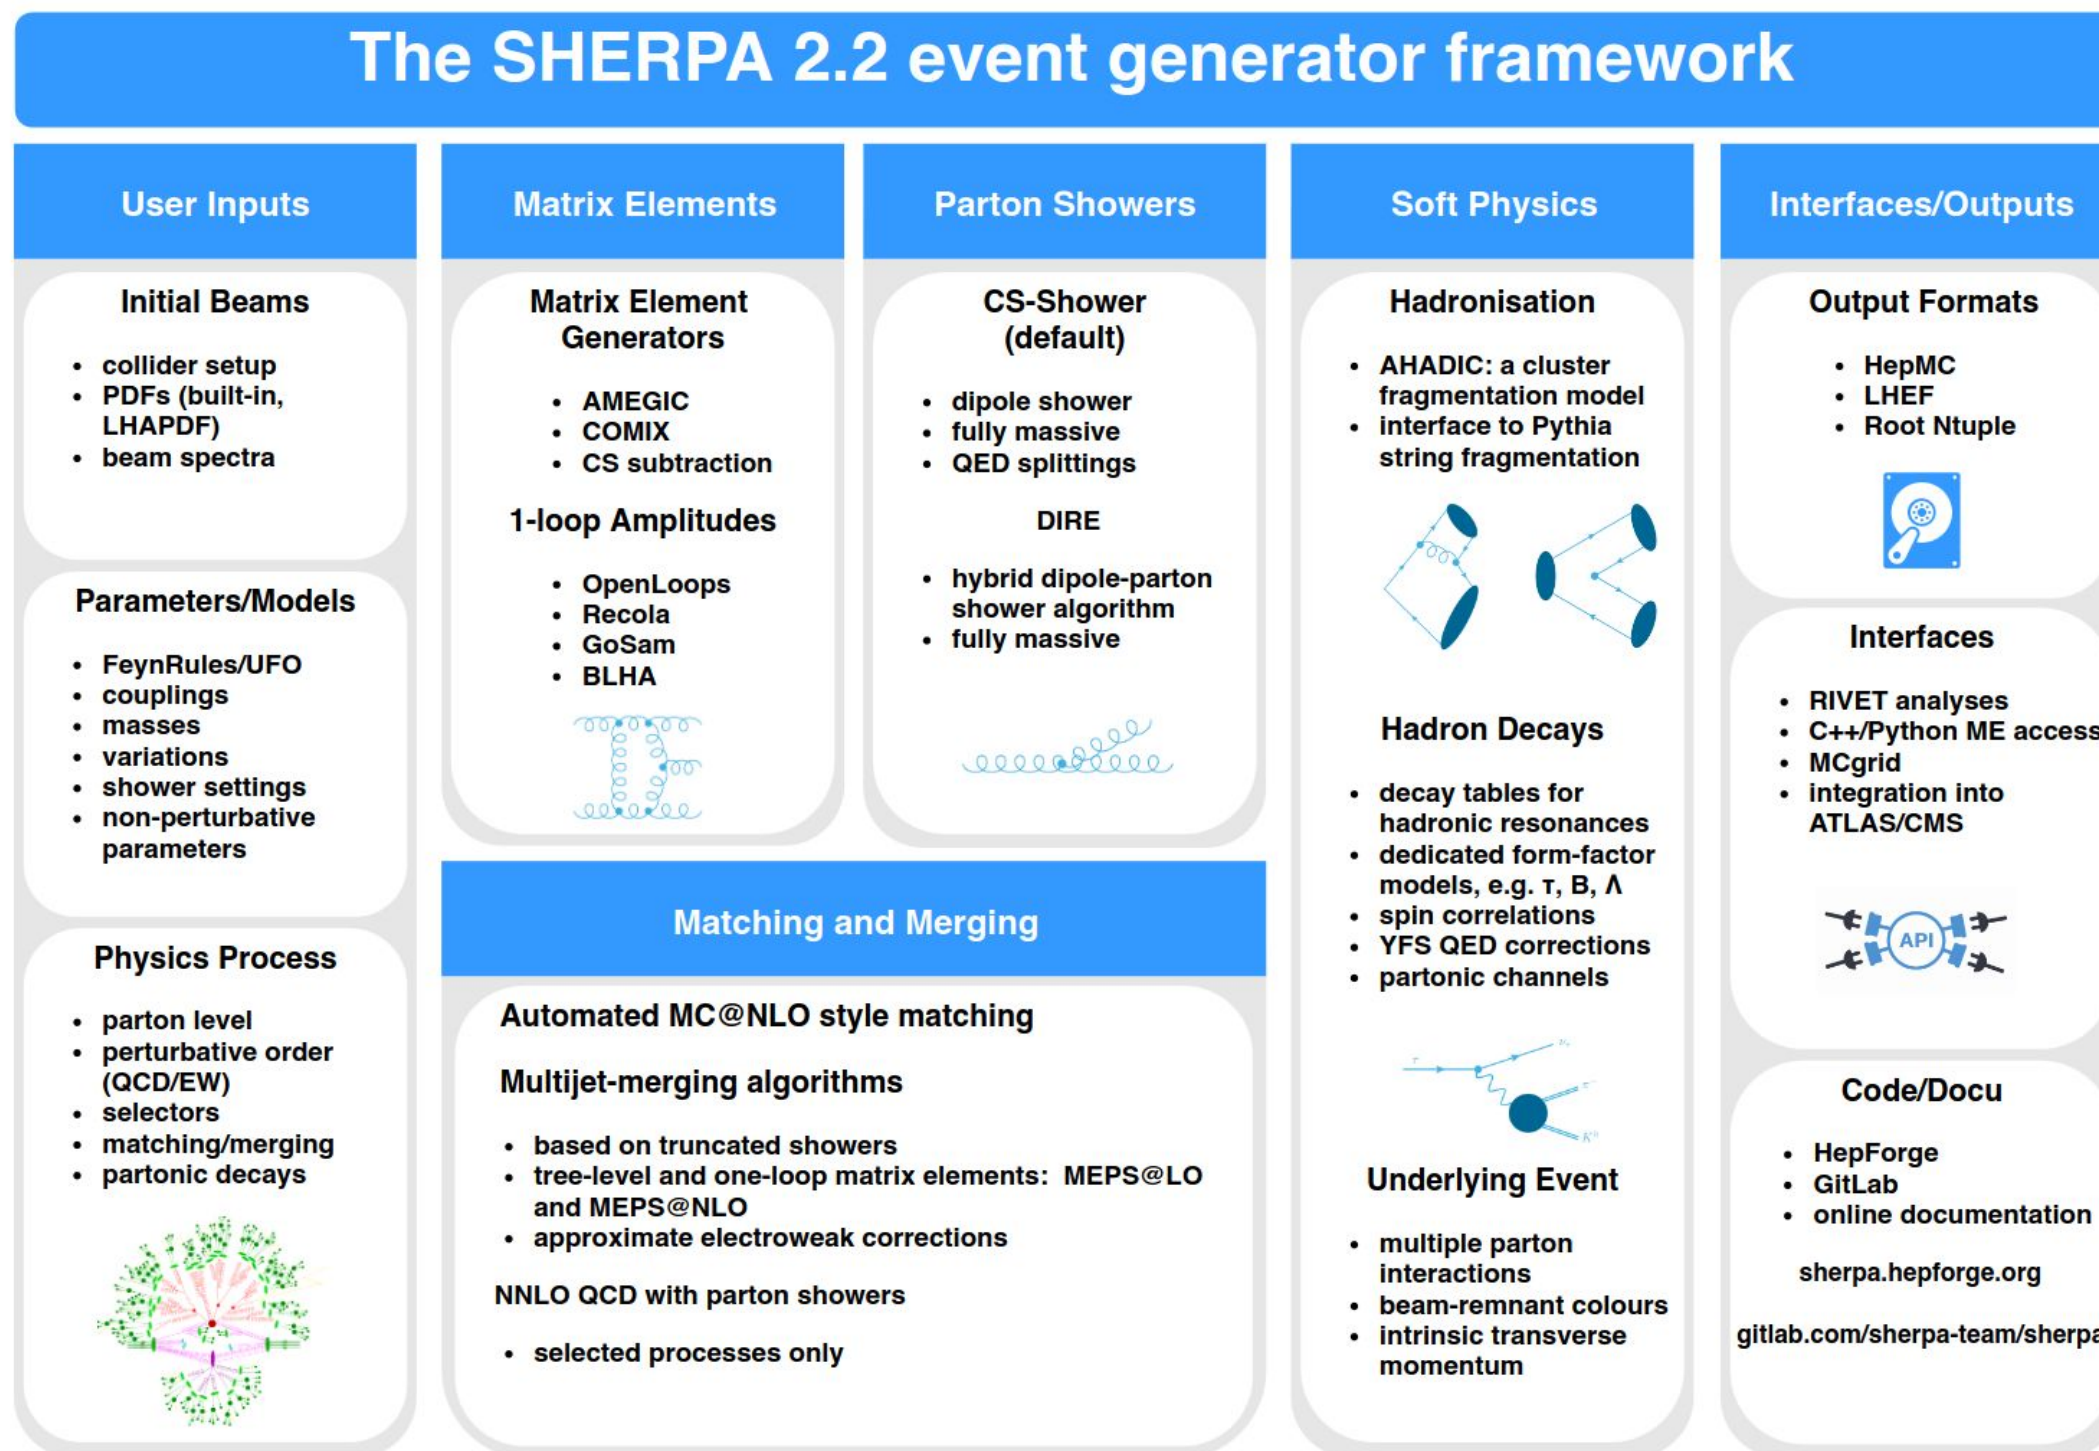 The SHERPA 2.2 event generator framework
User Inputs
Initial Beams
• collider setup
• PDFs (built-in,
LHAPDF)
• beam spectra
Parameters/Models
• FeynRules/UFO
• couplings
• masses
• variations
• shower settings
• non-perturbative
parameters
Physics Process
• parton level
• perturbative order
(QCD/EW)
• selectors
• matching/merging
• partonic decays
Matrix Elements
Matrix Element
Generators
• AMEGIC
• COMIX
• CS subtraction
1-loop Amplitudes
• OpenLoops
• Recola
• GoSam
• BLHA
Parton Showers
CS-Shower
(default)
• dipole shower
• fully massive
• QED splittings
DIRE
• hybrid dipole-parton
shower algorithm
• fully massive
Matching and Merging
Automated MC@NLO style matching
Multijet-merging algorithms
• based on truncated showers
• tree-level and one-loop matrix elements: MEPS@LO
and MEPS@NLO
• approximate electroweak corrections
NNLO QCD with parton showers
• selected processes only
Soft Physics
Hadronisation
• AHADIC: a cluster
fragmentation model
• interface to Pythia
string fragmentation
Hadron Decays
• decay tables for
hadronic resonances
• dedicated form-factor
models, e.g. τ, B, Λ
• spin correlations
• YFS QED corrections
• partonic channels
τ
Underlying Event
• multiple parton
interactions
• beam-remnant colours
• intrinsic transverse
momentum
Interfaces/Outputs
Output Formats
• HepMC
• LHEF
• Root Ntuple
Interfaces
• RIVET analyses
• C++/Python ME access
• MCgrid
• integration into
ATLAS/CMS
API
Code/Docu
• HepForge
• GitLab
• online documentation
sherpa.hepforge.org
gitlab.com/sherpa-team/sherpa